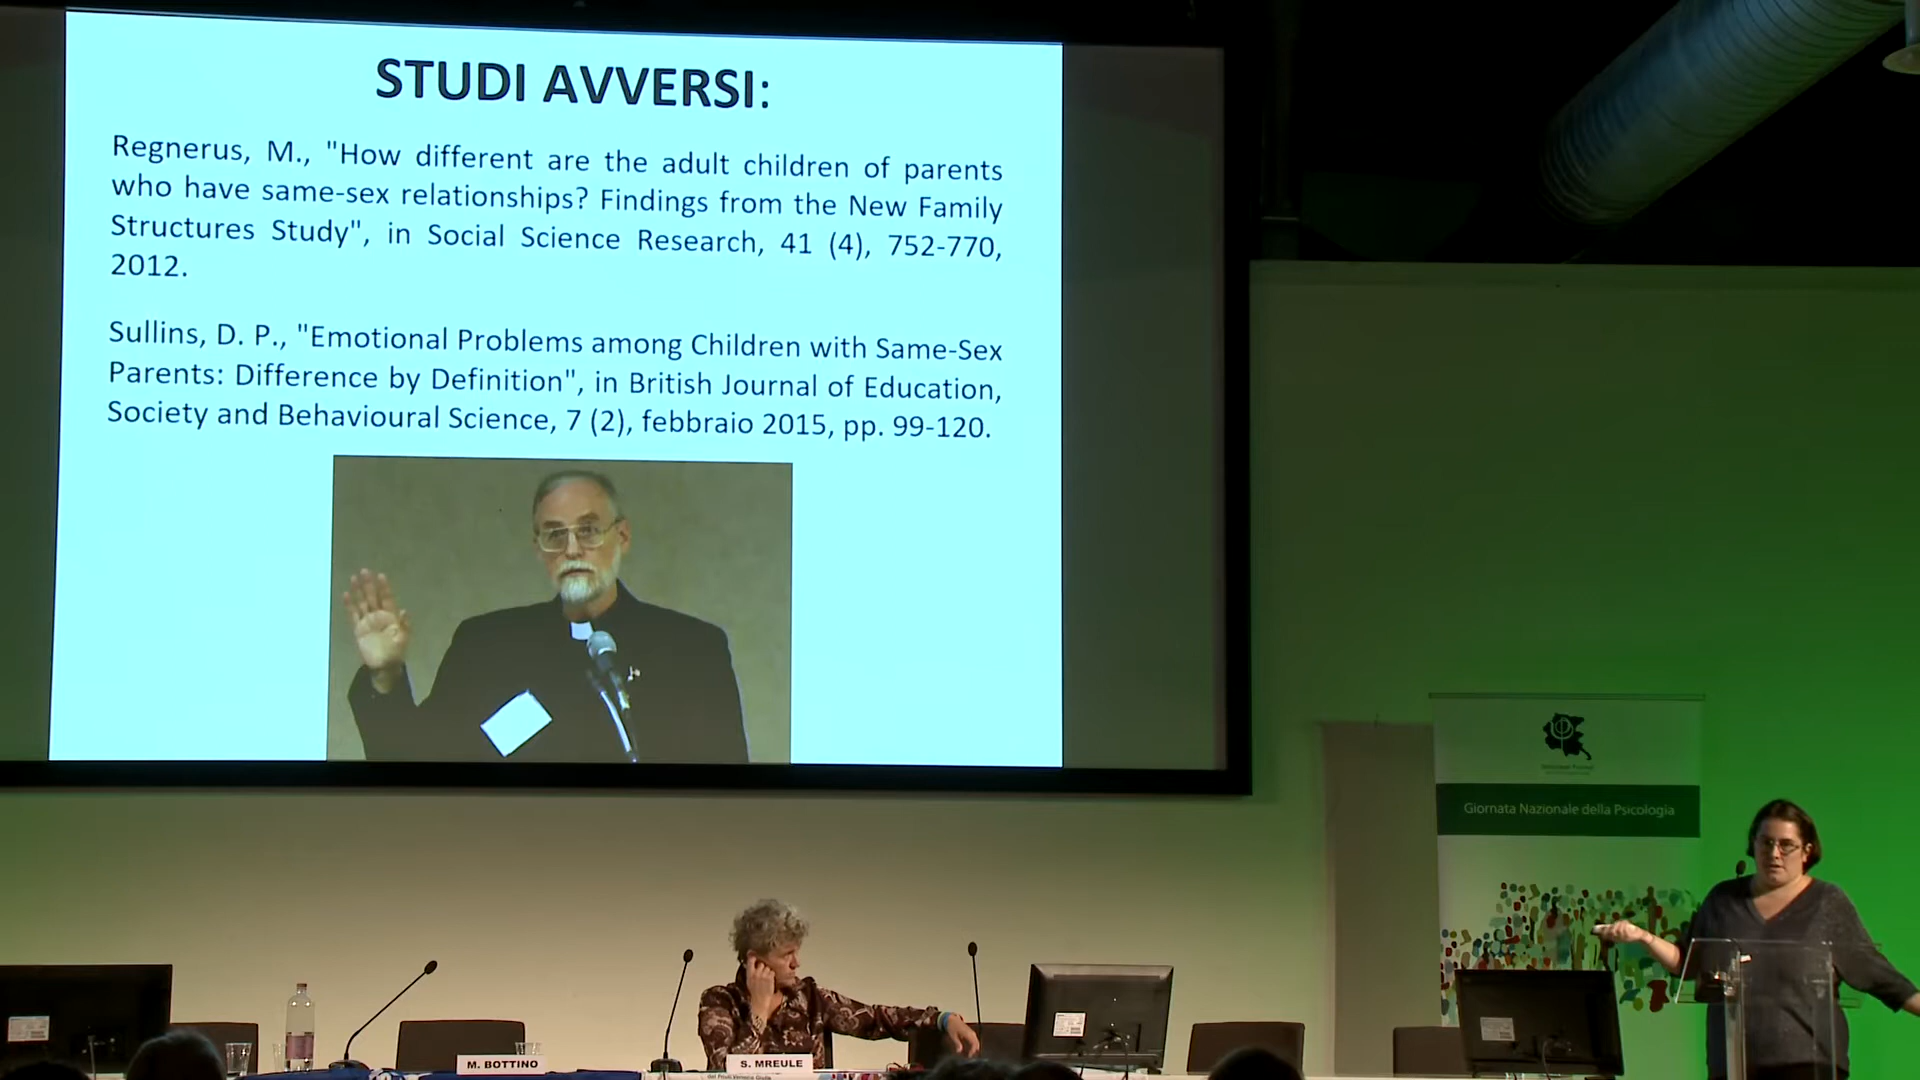 STUDI AVVERSI:
Regnerus, M., "How different are the adult children of parents
who have same-sex relationships? Findings from the New Family
Structures Study", in Social Science Research, 41 (4), 752-770,
2012.
Sullins, D. P., "Emotional Problems among Children with Same-Sex
Parents: Difference by Definition", in British Journal of Education,
Society and Behavioural Science, 7 (2), febbraio 2015, pp. 99-120.
Giornata Nazionale della Psicologia
M. BOTTINO
S. MREULE